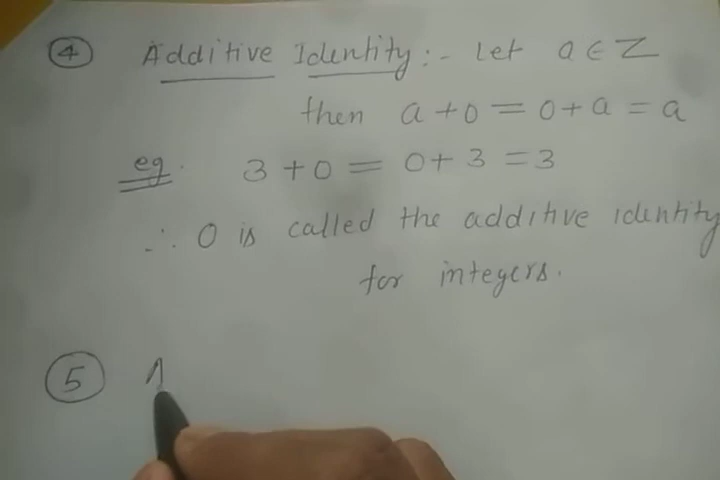 ④ Additive Identity :- Let a ∈ Z
then a + 0 = 0 + a = a
eg. 3 + 0 = 0 + 3 = 3
∴ 0 is called the additive identity
for integers.
⑤ A